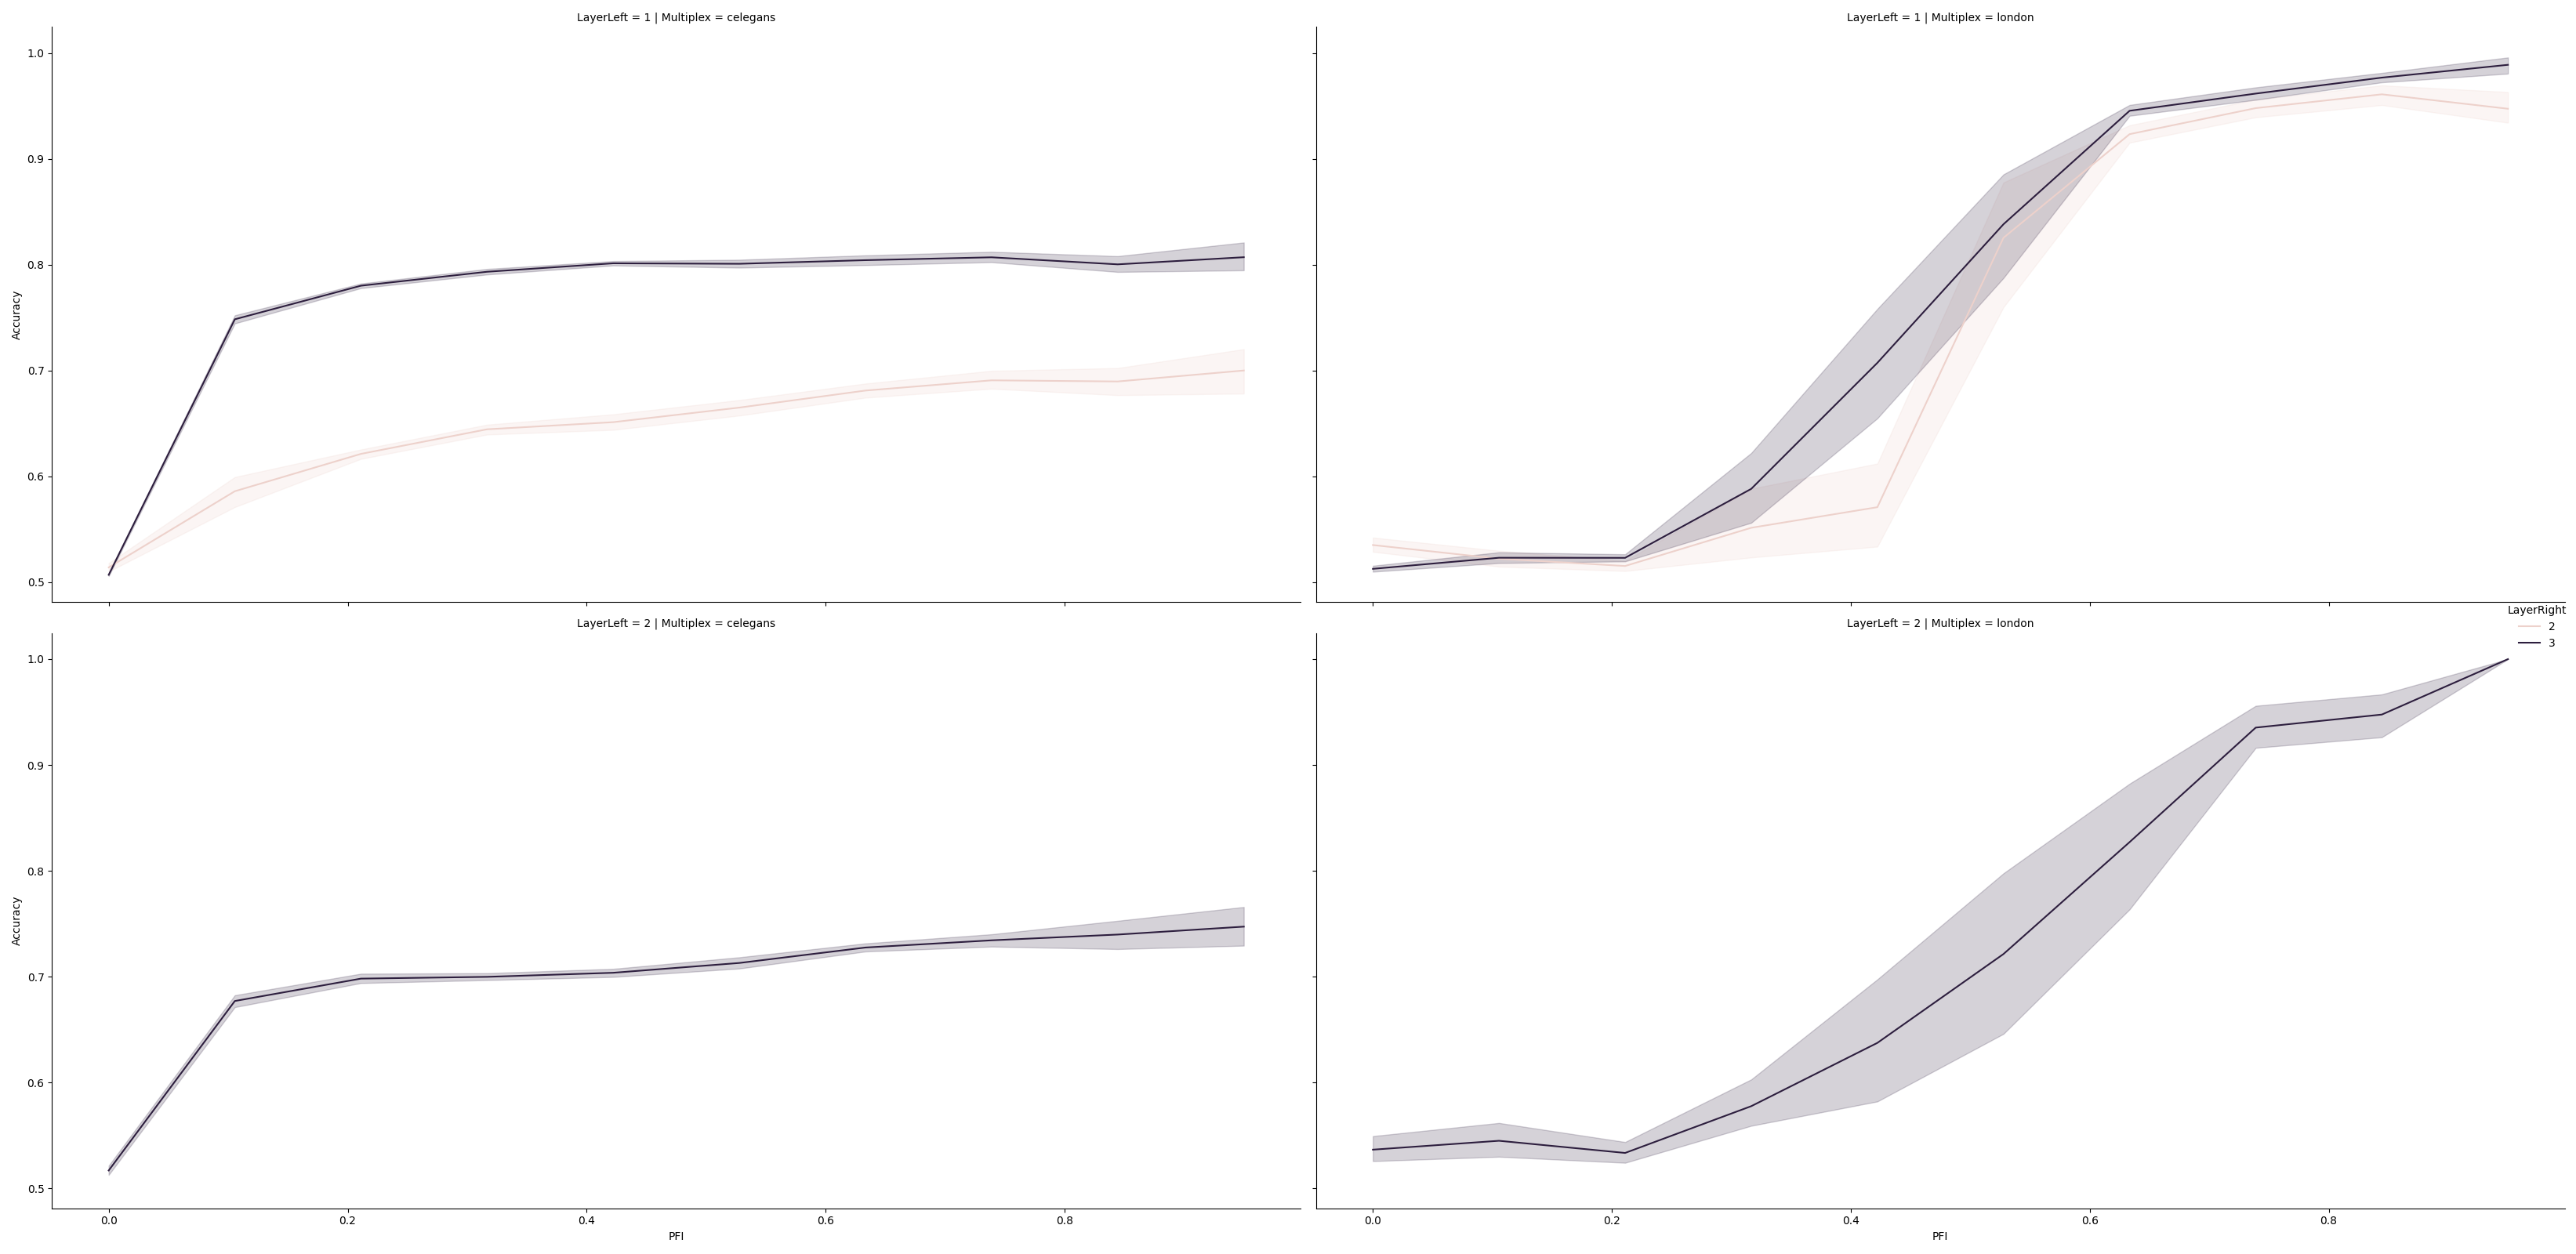 LayerLeft = 1 | Multiplex = celegans
LayerLeft = 1 | Multiplex = london
1.0
0.9
0.8
0.7
0.6
0.5
Accuracy
LayerRight
2
3
LayerLeft = 2 | Multiplex = celegans
LayerLeft = 2 | Multiplex = london
1.0
0.9
0.8
0.7
0.6
0.5
Accuracy
0.0 0.2 0.4 0.6 0.8
PFI
0.0 0.2 0.4 0.6 0.8
PFI